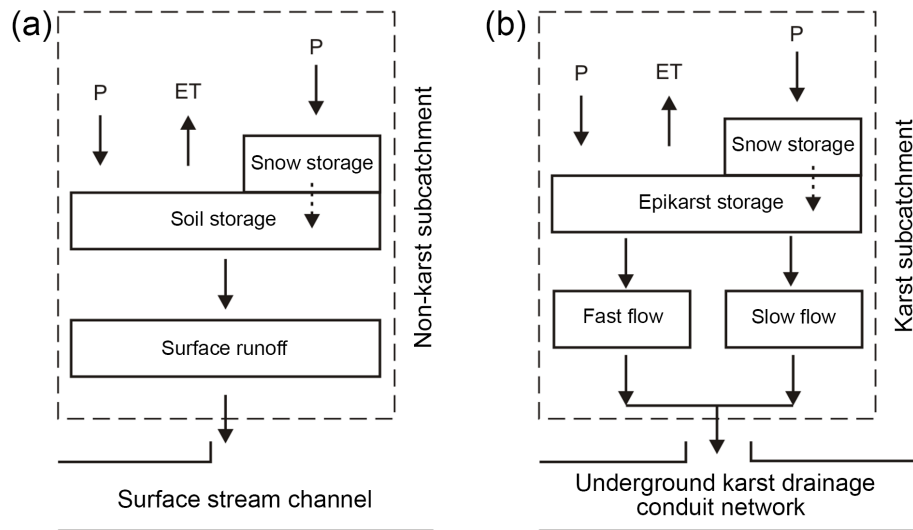 (a)
P
P
ET
Snow storage
Soil storage
Surface runoff
Non-karst subcatchment
Surface stream channel
(b)
P
P
ET
Snow storage
Epikarst storage
Fast flow
Slow flow
Karst subcatchment
Underground karst drainage
conduit network